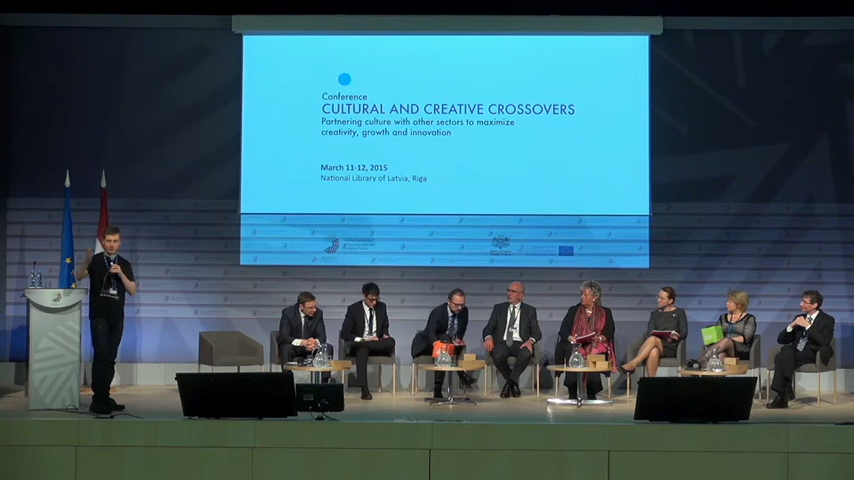 Conference
CULTURAL AND CREATIVE CROSSOVERS
Partnering culture with other sectors to maximize
creativity, growth and innovation
March 11-12, 2015
National Library of Latvia, Riga